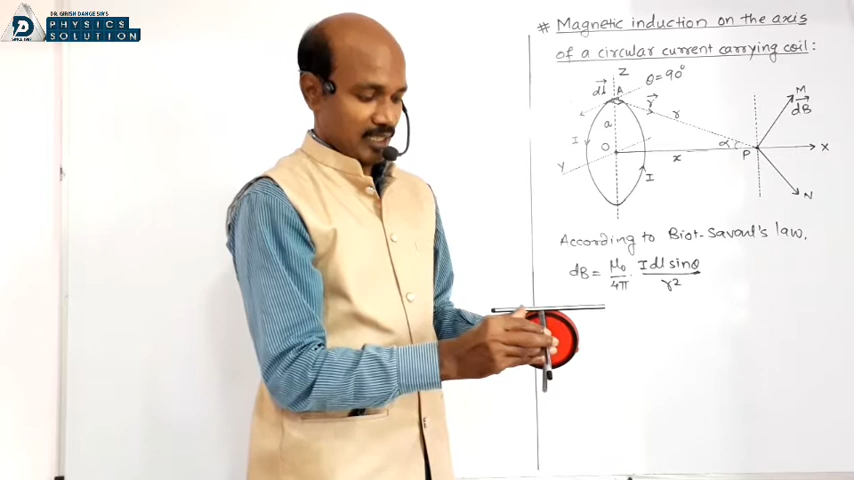 DR. GIRISH DANGE SIR'S
PHYSICS
SOLUTION
# Magnetic induction on the axis
of a circular current carrying coil :
Z
θ = 90°
dl
A
r
r
M
dB
a
I
O
α
P
X
x
Y
I
N
According to Biot-Savart's law,
dB = μ₀/4π · Idl sinθ/r²